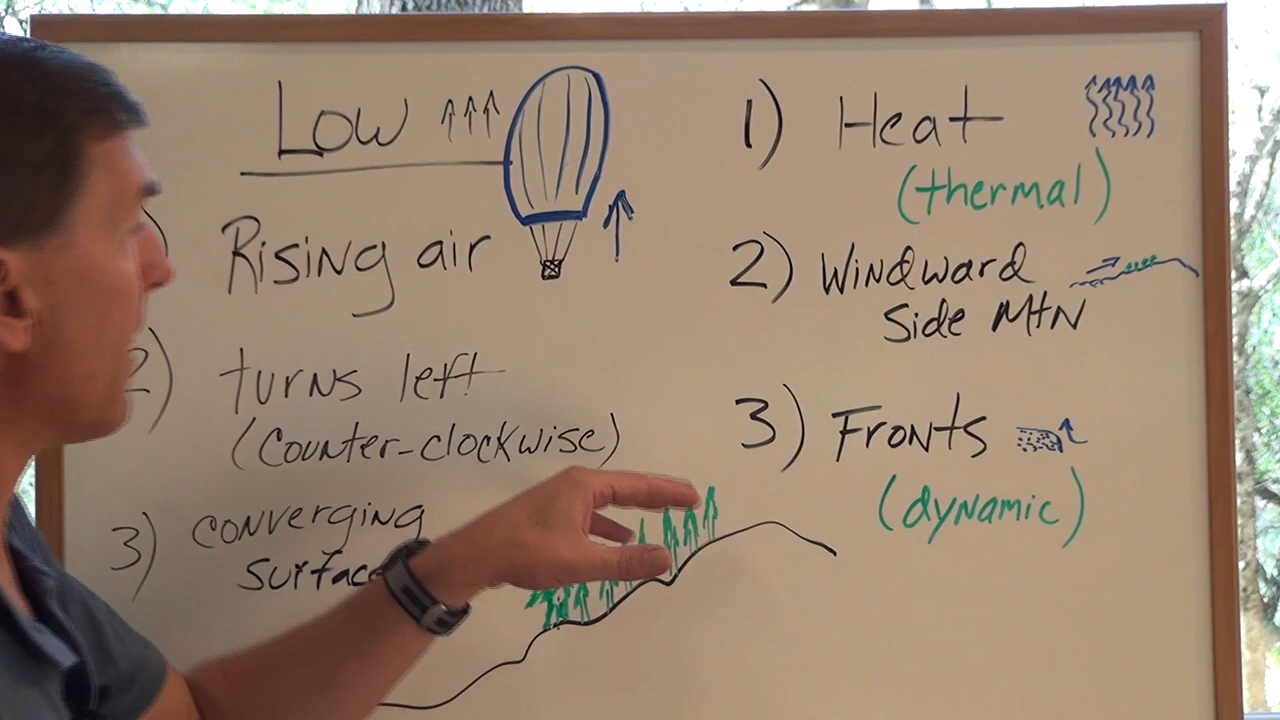 Low
Rising air
2) turns left
(counter-clockwise)
3) converging
surface
1) Heat
(thermal)
2) Windward
Side MtN
3) Fronts
(dynamic)